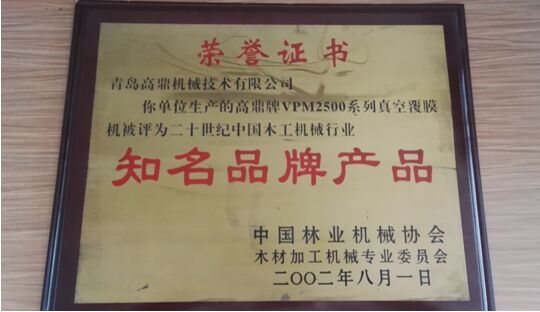 荣誉证书
青岛高鼎机械技术有限公司
你单位生产的高鼎牌VPM2500系列真空覆膜
机被评为二十世纪中国木工机械行业
知名品牌产品
中国林业机械协会
木材加工机械专业委员会
二〇〇二年八月一日